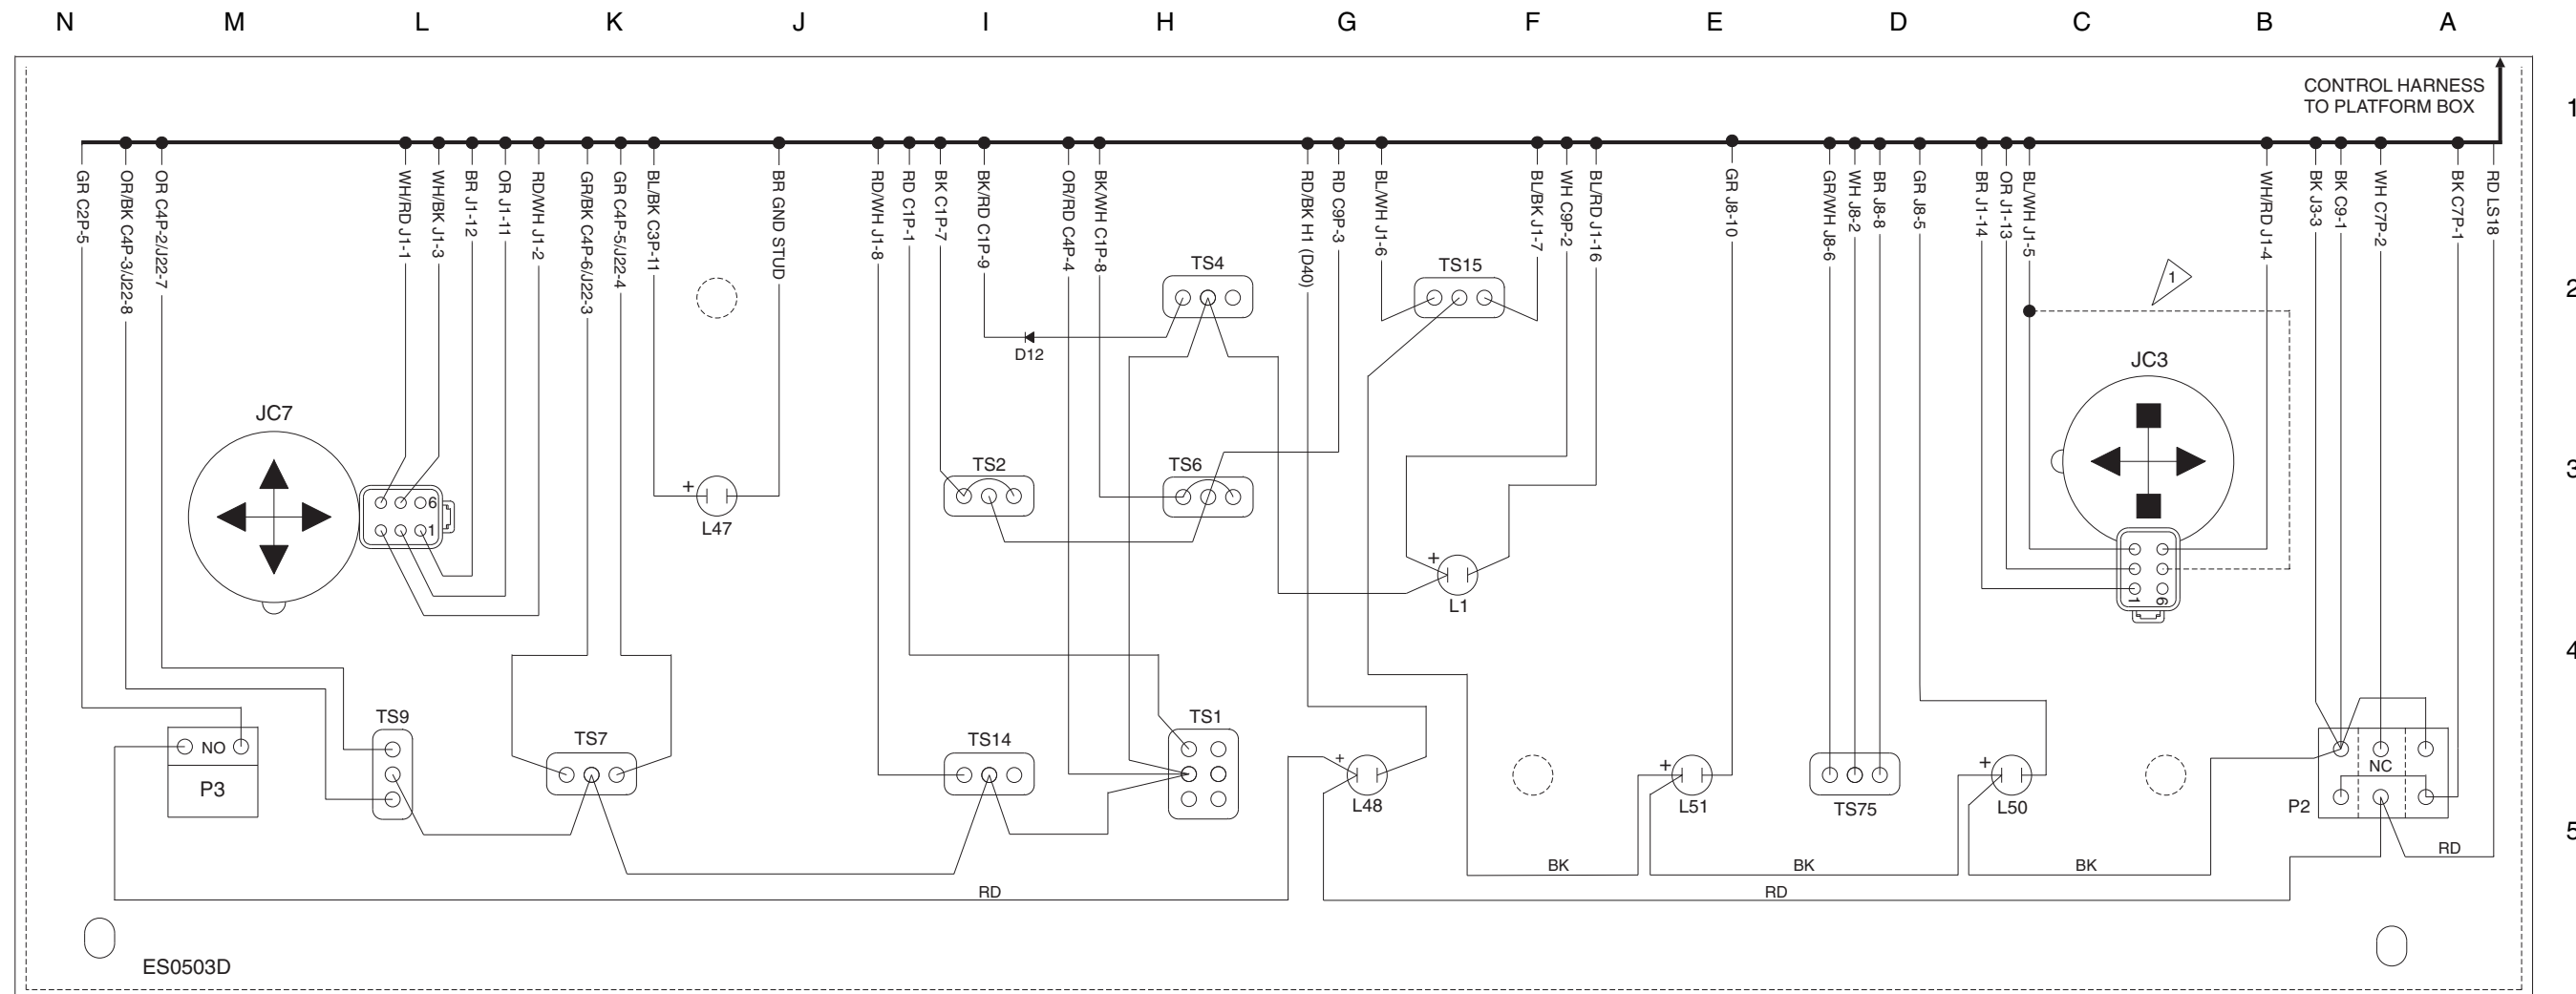 N M L K J I H G F E D C B A
CONTROL HARNESS
TO PLATFORM BOX
1
GR C2P-5
OR/BK C4P-3/J22-8
OR C4P-2/J22-7
WH/RD J1-1
WH/BK J1-3
BR J1-12
OR J1-11
RD/WH J1-2
GR/BK C4P-6/J22-3
GR C4P-5/J22-4
BL/BK C3P-11
BR GND STUD
RD/WH J1-8
RD C1P-1
BK C1P-7
BK/RD C1P-9
OR/RD C4P-4
BK/WH C1P-8
RD/BK H1 (D40)
RD C9P-3
BL/WH J1-6
BL/BK J1-7
WH C9P-2
BL/RD J1-16
GR J8-10
GR/WH J8-6
WH J8-2
BR J8-8
GR J8-5
BR J1-14
OR J1-13
BL/WH J1-5
WH/RD J1-4
BK J3-3
BK C9-1
WH C7P-2
BK C7P-1
RD LS18
TS4
TS15
1
2
D12
JC3
JC7
TS2
TS6
3
+
L47
6
1
+
L1
1
6
4
TS9
TS7
TS14
TS1
NO
P3
+
L48
+
L51
TS75
+
L50
NC
P2
5
BK
BK
BK
RD
RD
RD
ES0503D